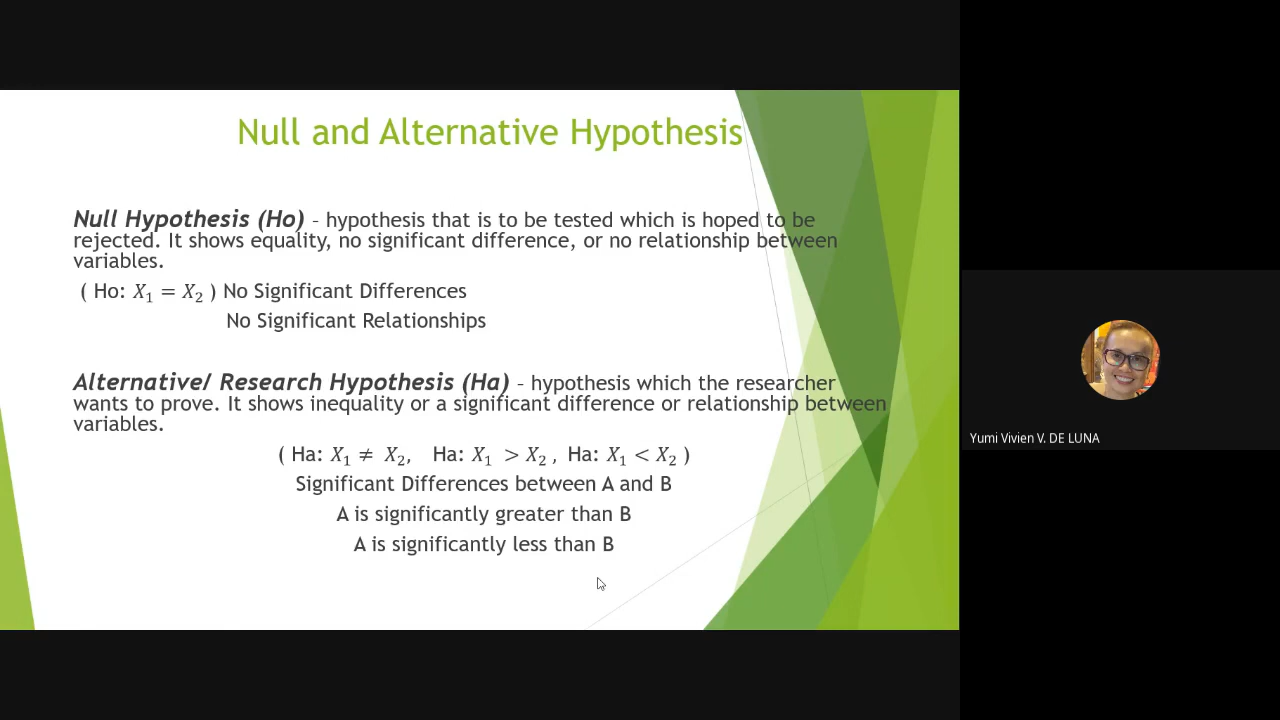 Null and Alternative Hypothesis
Null Hypothesis (Ho) – hypothesis that is to be tested which is hoped to be
rejected. It shows equality, no significant difference, or no relationship between
variables.
( Ho: X₁ = X₂ ) No Significant Differences
No Significant Relationships
Alternative/ Research Hypothesis (Ha) – hypothesis which the researcher
wants to prove. It shows inequality or a significant difference or relationship between
variables.
( Ha: X₁ ≠ X₂, Ha: X₁ > X₂ , Ha: X₁ < X₂ )
Significant Differences between A and B
A is significantly greater than B
A is significantly less than B
Yumi Vivien V. DE LUNA